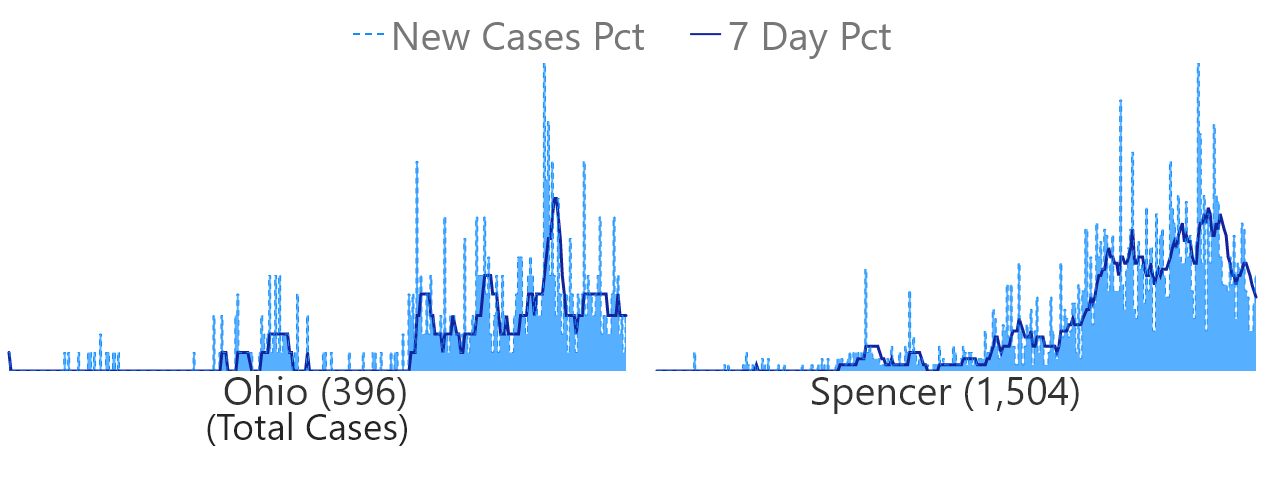 New Cases Pct 7 Day Pct
Ohio (396)
(Total Cases)
Spencer (1,504)